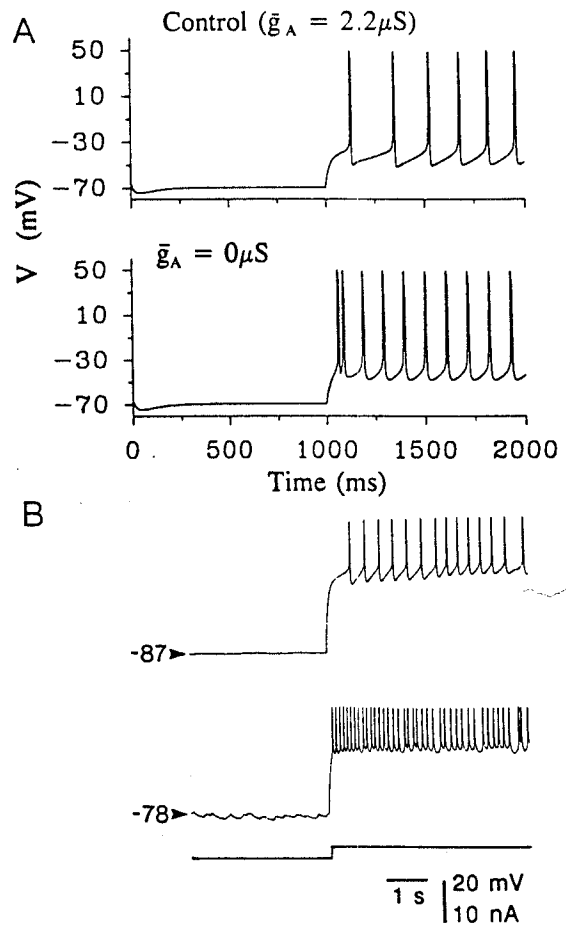 A
Control (ḡA = 2.2μS)
50
10
−30
−70
V (mV)
ḡA = 0μS
50
10
−30
−70
0 500 1000 1500 2000
Time (ms)
B
-87
-78
1 s
20 mV
10 nA